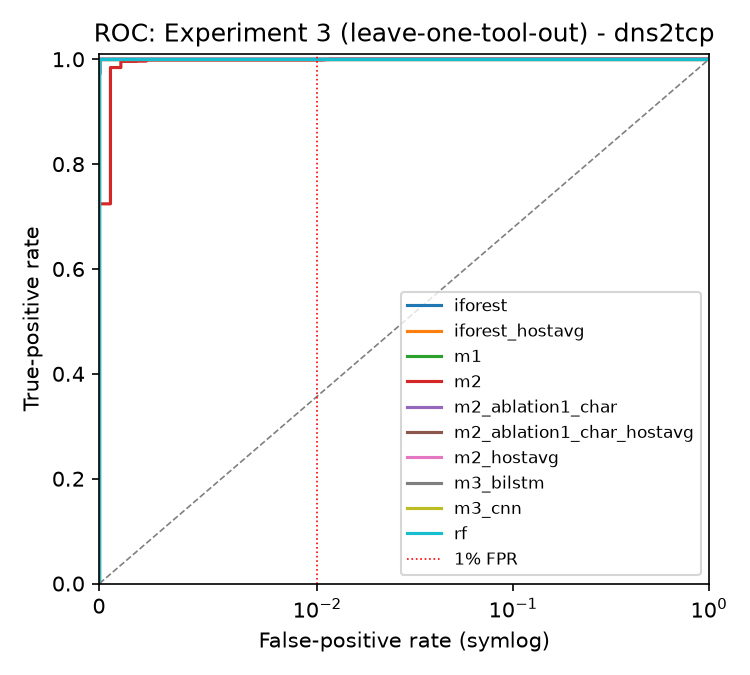 ROC: Experiment 3 (leave-one-tool-out) - dns2tcp
True-positive rate
1.0
0.8
0.6
0.4
0.2
0.0
0
10⁻²
10⁻¹
10⁰
False-positive rate (symlog)
iforest
iforest_hostavg
m1
m2
m2_ablation1_char
m2_ablation1_char_hostavg
m2_hostavg
m3_bilstm
m3_cnn
rf
1% FPR